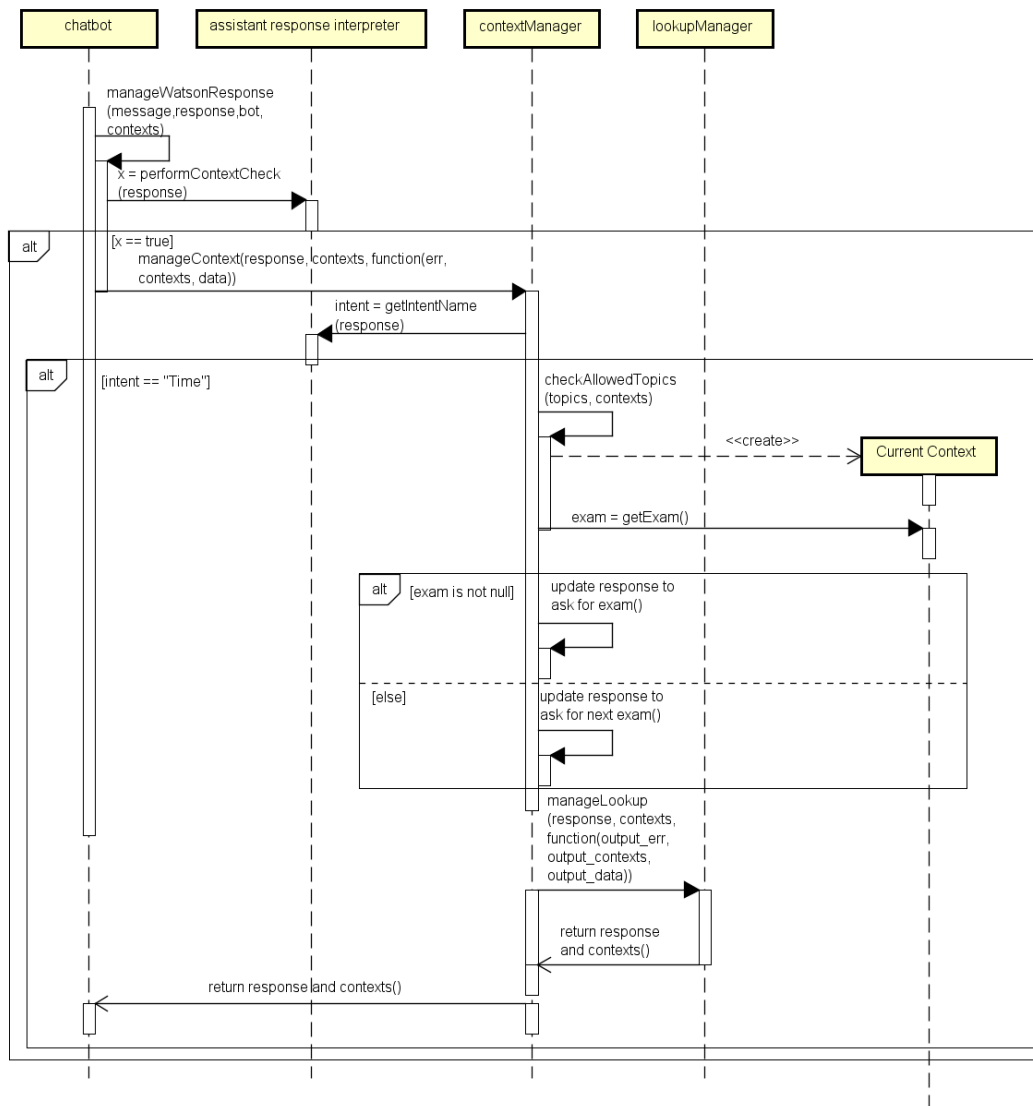 chatbot
assistant response interpreter
contextManager
lookupManager
manageWatsonResponse
(message,response,bot,
contexts)
x = performContextCheck
(response)
alt
[x == true]
manageContext(response, contexts, function(err,
contexts, data))
intent = getIntentName
(response)
alt
[intent == "Time"]
checkAllowedTopics
(topics, contexts)
<<create>>
Current Context
exam = getExam()
alt
[exam is not null]
update response to
ask for exam()
[else]
update response to
ask for next exam()
manageLookup
(response, contexts,
function(output_err,
output_contexts,
output_data))
return response
and contexts()
return response and contexts()